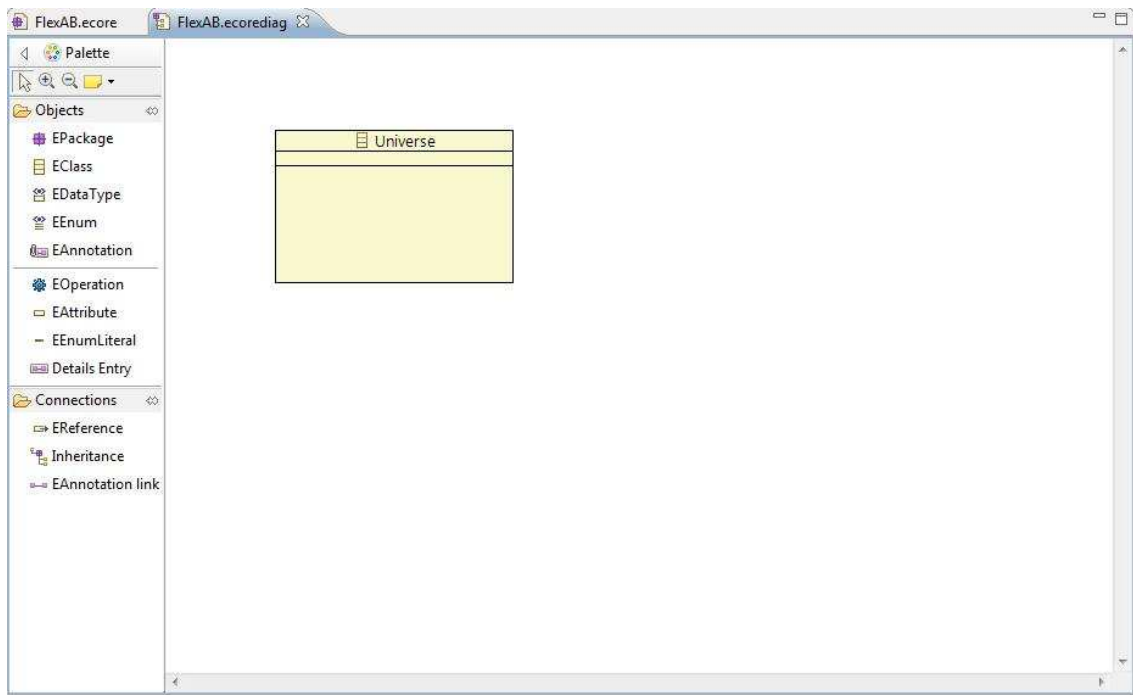 FlexAB.ecore
FlexAB.ecorediag
Palette
Objects
EPackage
EClass
EDataType
EEnum
EAnnotation
EOperation
EAttribute
EEnumLiteral
Details Entry
Connections
EReference
Inheritance
EAnnotation link
Universe